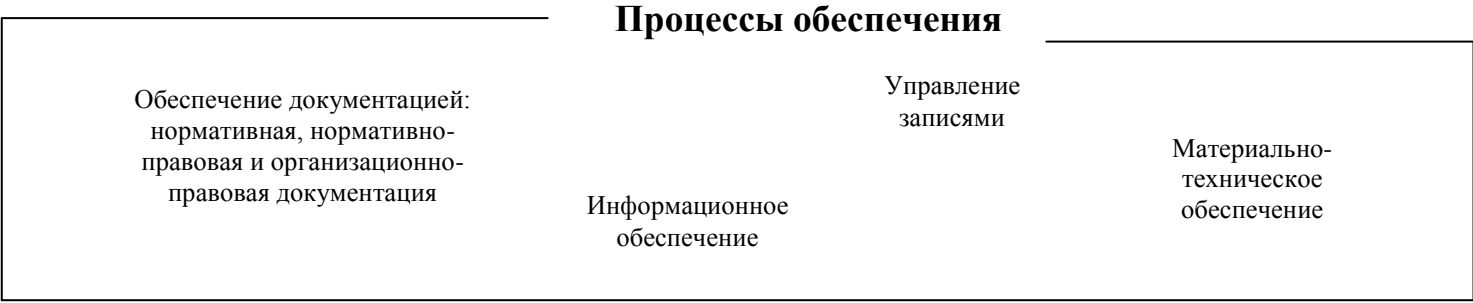 Процессы обеспечения
Обеспечение документацией:
нормативная, нормативно-
правовая и организационно-
правовая документация
Информационное
обеспечение
Управление
записями
Материально-
техническое
обеспечение